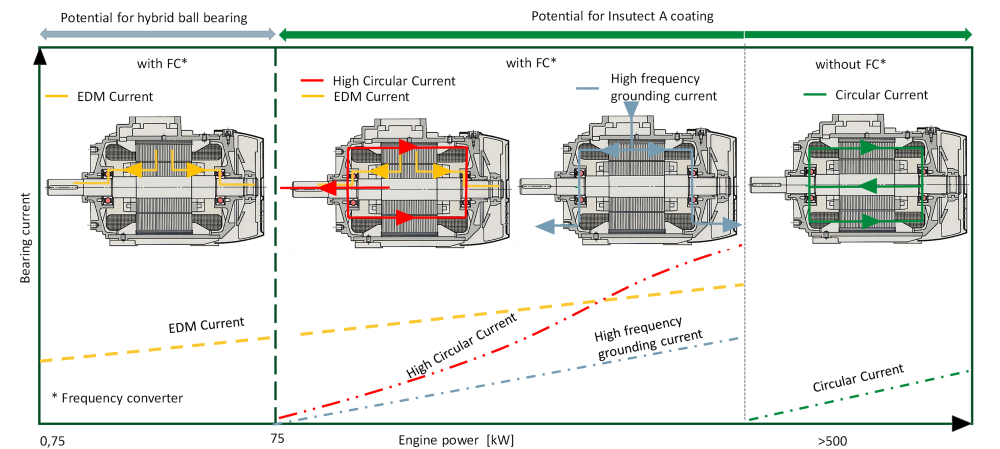 Potential for hybrid ball bearing
Potential for Insutect A coating
with FC*
EDM Current
with FC*
High Circular Current
EDM Current
High frequency
grounding current
without FC*
Circular Current
Bearing current
EDM Current
High Circular Current
High frequency
grounding current
Circular Current
* Frequency converter
0,75
75
Engine power [kW]
>500